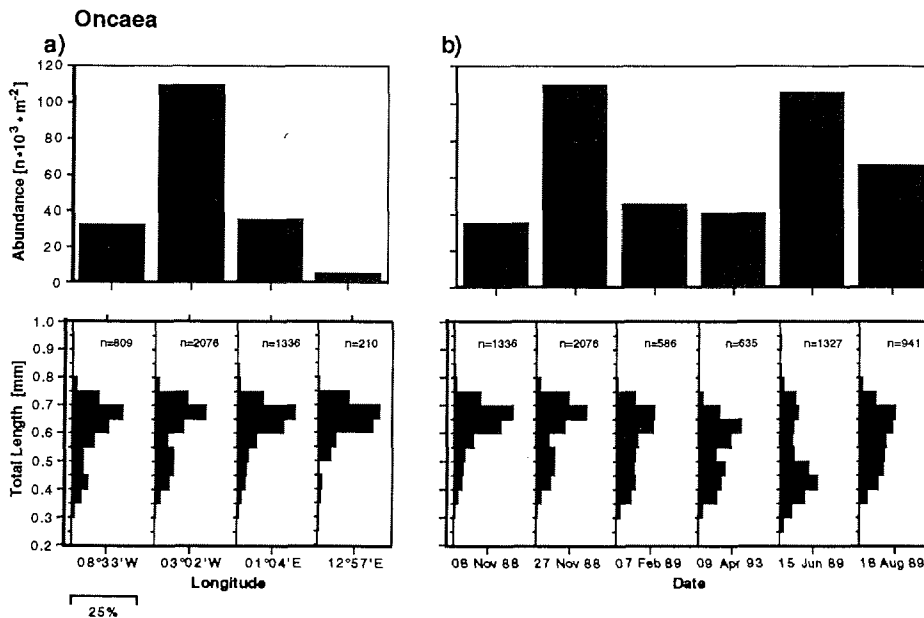 Oncaea
a)
b)
Abundance [n•10³ • m⁻²]
120
100
80
60
40
20
0
Total Length [mm]
1.0
0.9
0.8
0.7
0.6
0.5
0.4
0.3
0.2
n=809
n=2076
n=1336
n=210
n=1336
n=2076
n=586
n=635
n=1327
n=941
08°33'W
03°02'W
01°04'E
12°57'E
Longitude
08 Nov 88
27 Nov 88
07 Feb 89
09 Apr 93
15 Jun 89
18 Aug 89
Date
25%